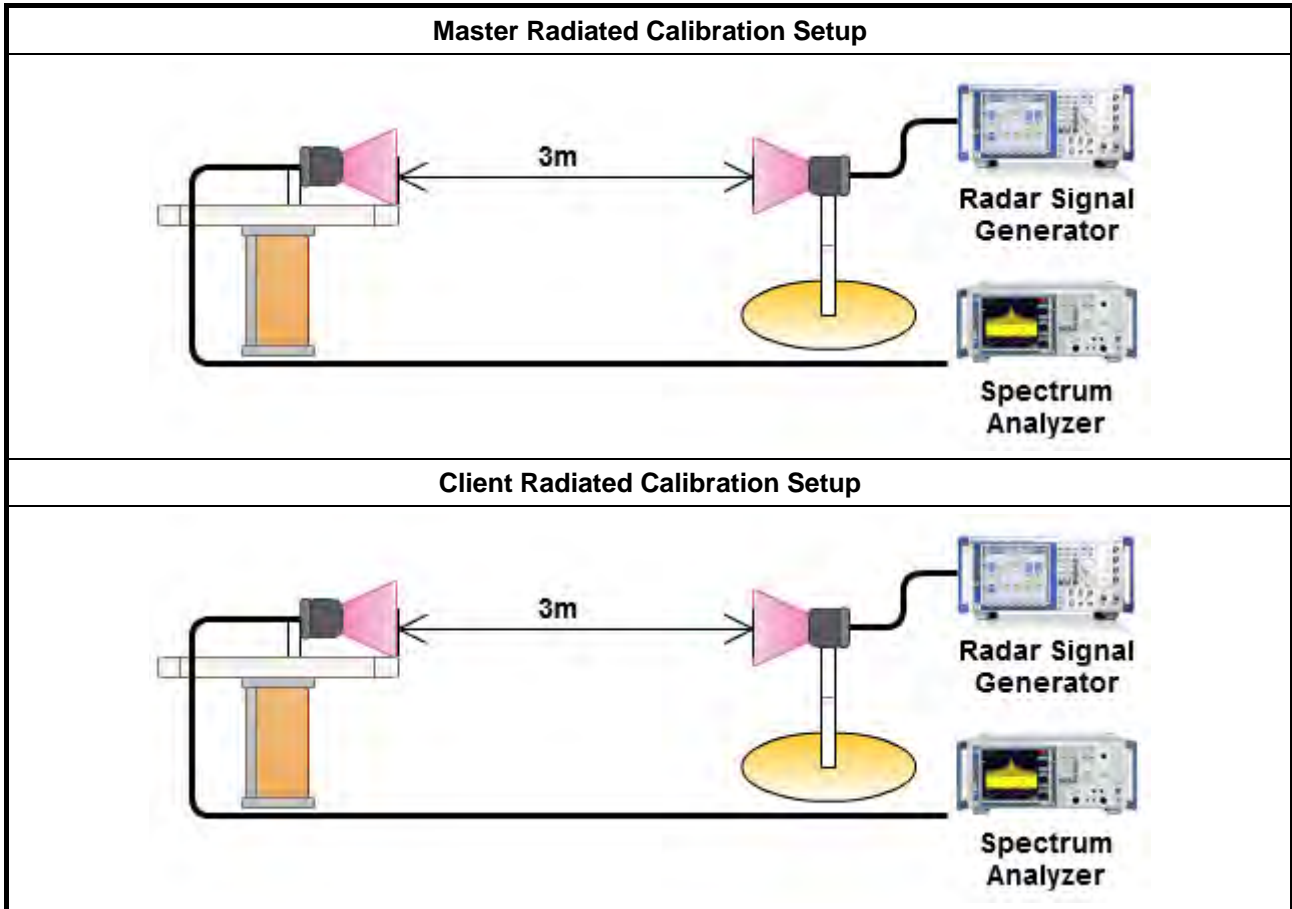 Master Radiated Calibration Setup
3m
Radar Signal
Generator
Spectrum
Analyzer
Client Radiated Calibration Setup
3m
Radar Signal
Generator
Spectrum
Analyzer